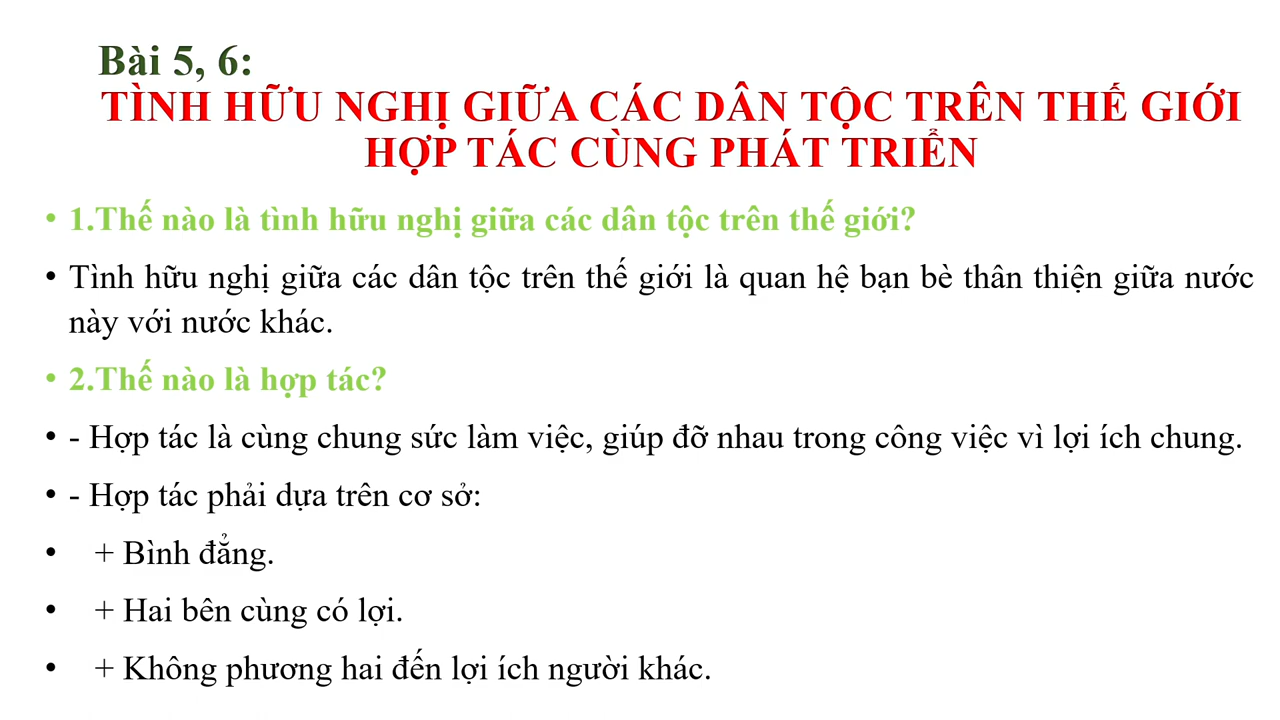 Bài 5, 6:
TÌNH HỮU NGHỊ GIỮA CÁC DÂN TỘC TRÊN THẾ GIỚI
HỢP TÁC CÙNG PHÁT TRIỂN
• 1.Thế nào là tình hữu nghị giữa các dân tộc trên thế giới?
• Tình hữu nghị giữa các dân tộc trên thế giới là quan hệ bạn bè thân thiện giữa nước
này với nước khác.
• 2.Thế nào là hợp tác?
• - Hợp tác là cùng chung sức làm việc, giúp đỡ nhau trong công việc vì lợi ích chung.
• - Hợp tác phải dựa trên cơ sở:
• + Bình đẳng.
• + Hai bên cùng có lợi.
• + Không phương hai đến lợi ích người khác.